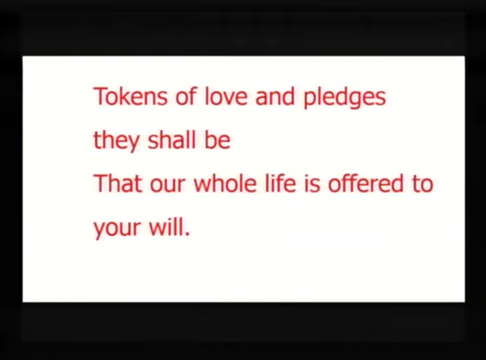 Tokens of love and pledges
they shall be
That our whole life is offered to
your will.